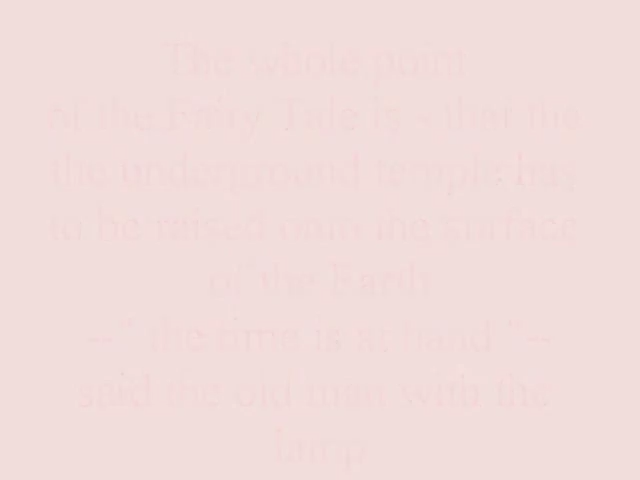 The whole point
of the Fairy Tale is - that the
the underground temple has
to be raised onto the surface
of the Earth
-- " the time is at hand " --
said the old man with the
lamp